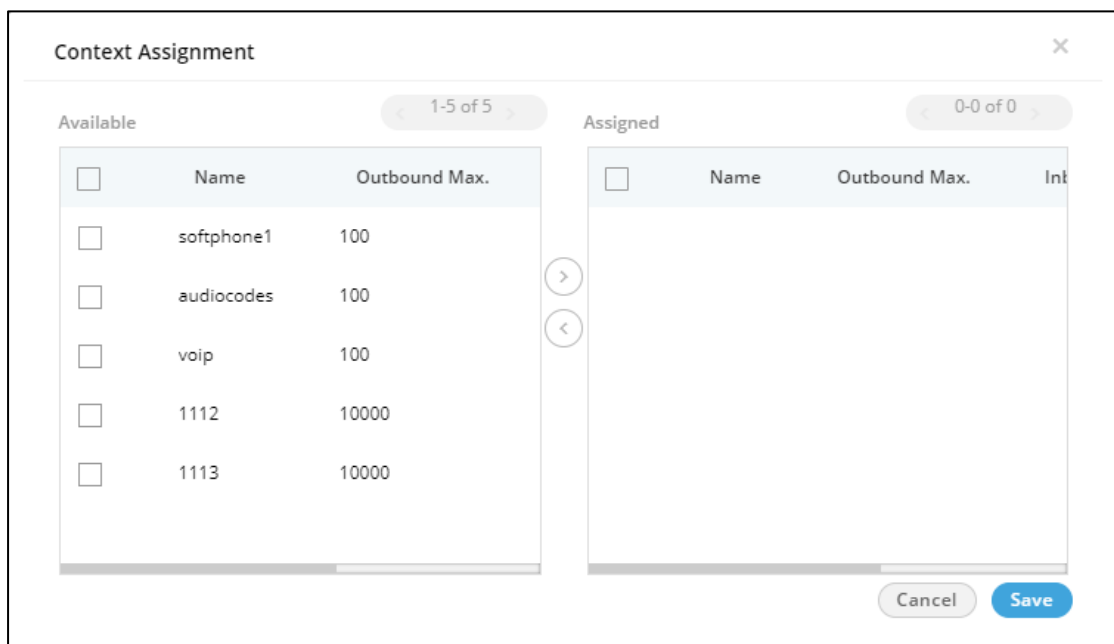 Context Assignment
Available
1-5 of 5
Name Outbound Max.
softphone1 100
audiocodes 100
voip 100
1112 10000
1113 10000
Assigned
0-0 of 0
Name Outbound Max.
Cancel Save